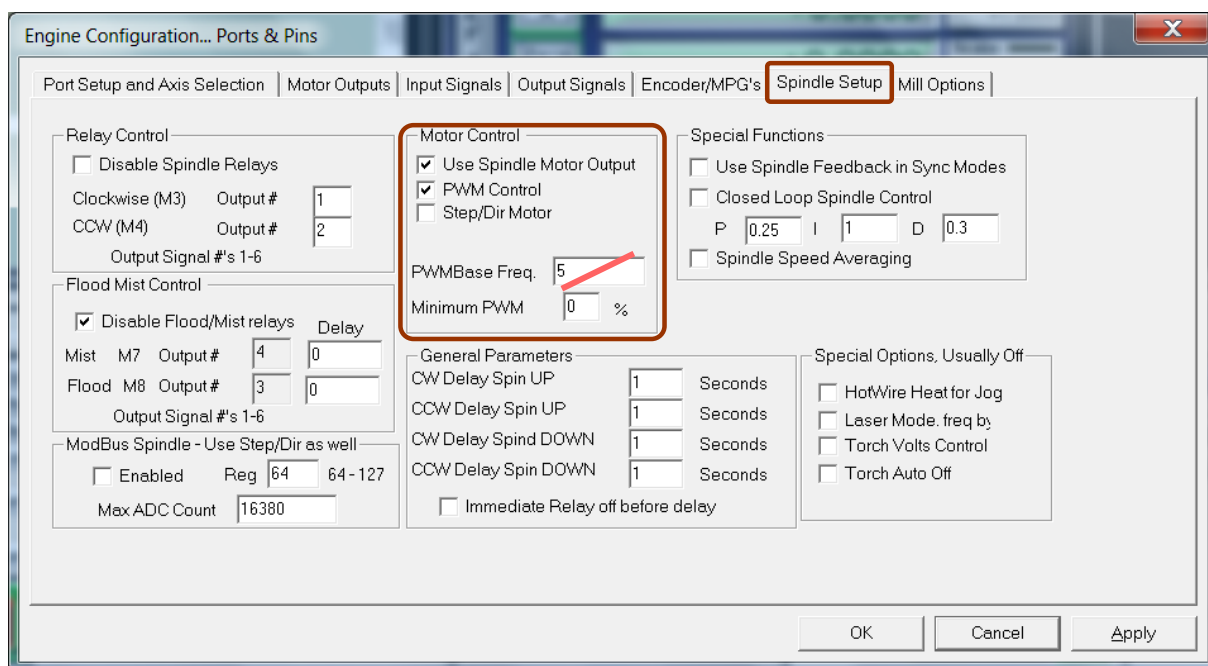 Engine Configuration... Ports & Pins
X
Port Setup and Axis Selection Motor Outputs Input Signals Output Signals Encoder/MPG's Spindle Setup Mill Options
Relay Control
Disable Spindle Relays
Clockwise (M3) Output # 1
CCW (M4) Output # 2
Output Signal #'s 1-6
Flood Mist Control
Disable Flood/Mist relays Delay
Mist M7 Output # 4 0
Flood M8 Output # 3 0
Output Signal #'s 1-6
ModBus Spindle - Use Step/Dir as well
Enabled Reg 64 64 - 127
Max ADC Count 16380
Motor Control
Use Spindle Motor Output
PWM Control
Step/Dir Motor
PWMBase Freq. 5
Minimum PWM 0 %
General Parameters
CW Delay Spin UP 1 Seconds
CCW Delay Spin UP 1 Seconds
CW Delay Spind DOWN 1 Seconds
CCW Delay Spin DOWN 1 Seconds
Immediate Relay off before delay
Special Functions
Use Spindle Feedback in Sync Modes
Closed Loop Spindle Control
P 0.25 I 1 D 0.3
Spindle Speed Averaging
Special Options, Usually Off
HotWire Heat for Jog
Laser Mode. freq by
Torch Volts Control
Torch Auto Off
OK Cancel Apply